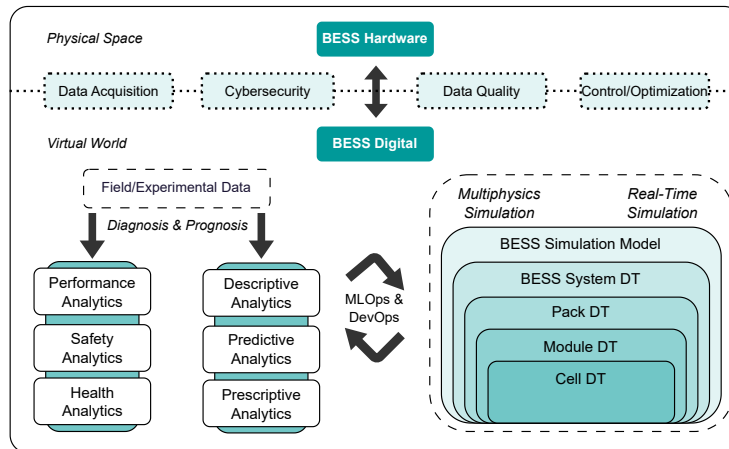 Physical Space
BESS Hardware
Data Acquisition
Cybersecurity
Data Quality
Control/Optimization
Virtual World
BESS Digital
Field/Experimental Data
Diagnosis & Prognosis
Performance
Analytics
Safety
Analytics
Health
Analytics
Descriptive
Analytics
Predictive
Analytics
Prescriptive
Analytics
MLOps &
DevOps
Multiphysics
Simulation
Real-Time
Simulation
BESS Simulation Model
BESS System DT
Pack DT
Module DT
Cell DT